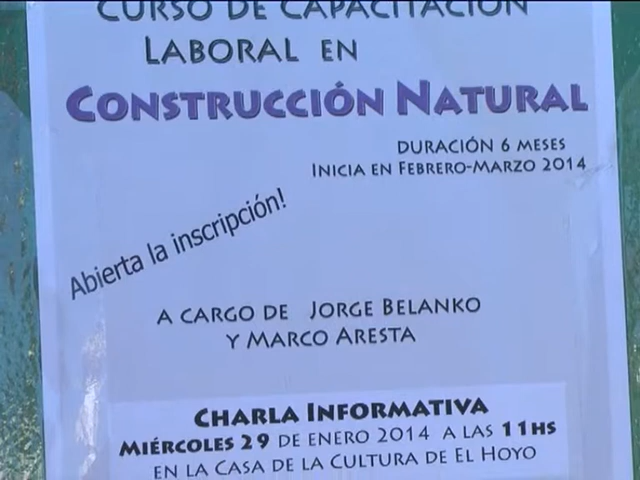 CURSO DE CAPACITACIÓN
LABORAL EN
CONSTRUCCIÓN NATURAL
DURACIÓN 6 MESES
INICIA EN FEBRERO-MARZO 2014
Abierta la inscripción!
A CARGO DE JORGE BELANKO
Y MARCO ARESTA
CHARLA INFORMATIVA
MIÉRCOLES 29 DE ENERO 2014 A LAS 11HS
EN LA CASA DE LA CULTURA DE EL HOYO